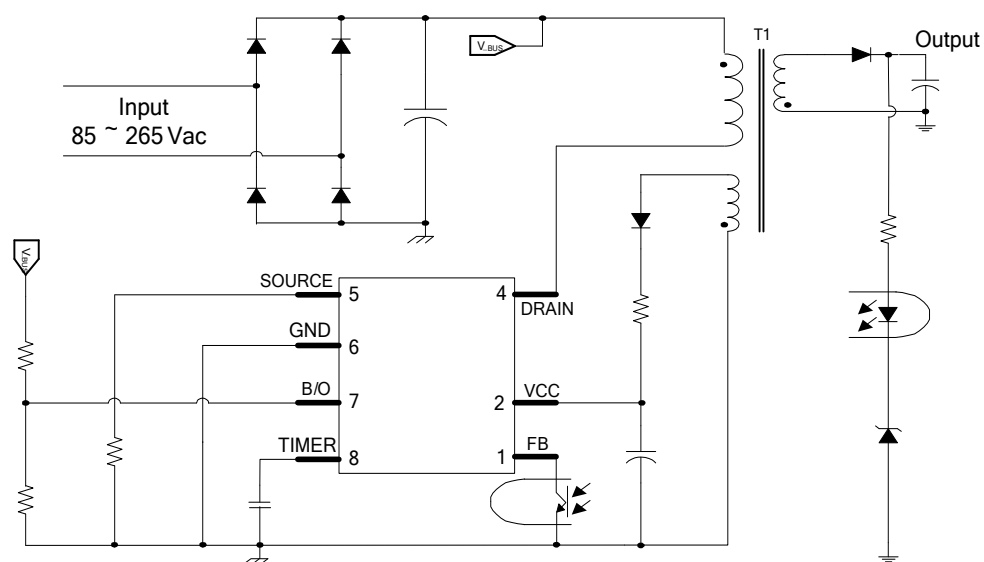 T1
V_BUS
Output
Input
85 ~ 265 Vac
V_BUS
SOURCE
5
4
DRAIN
GND
6
B/O
7
2
VCC
TIMER
8
1
FB